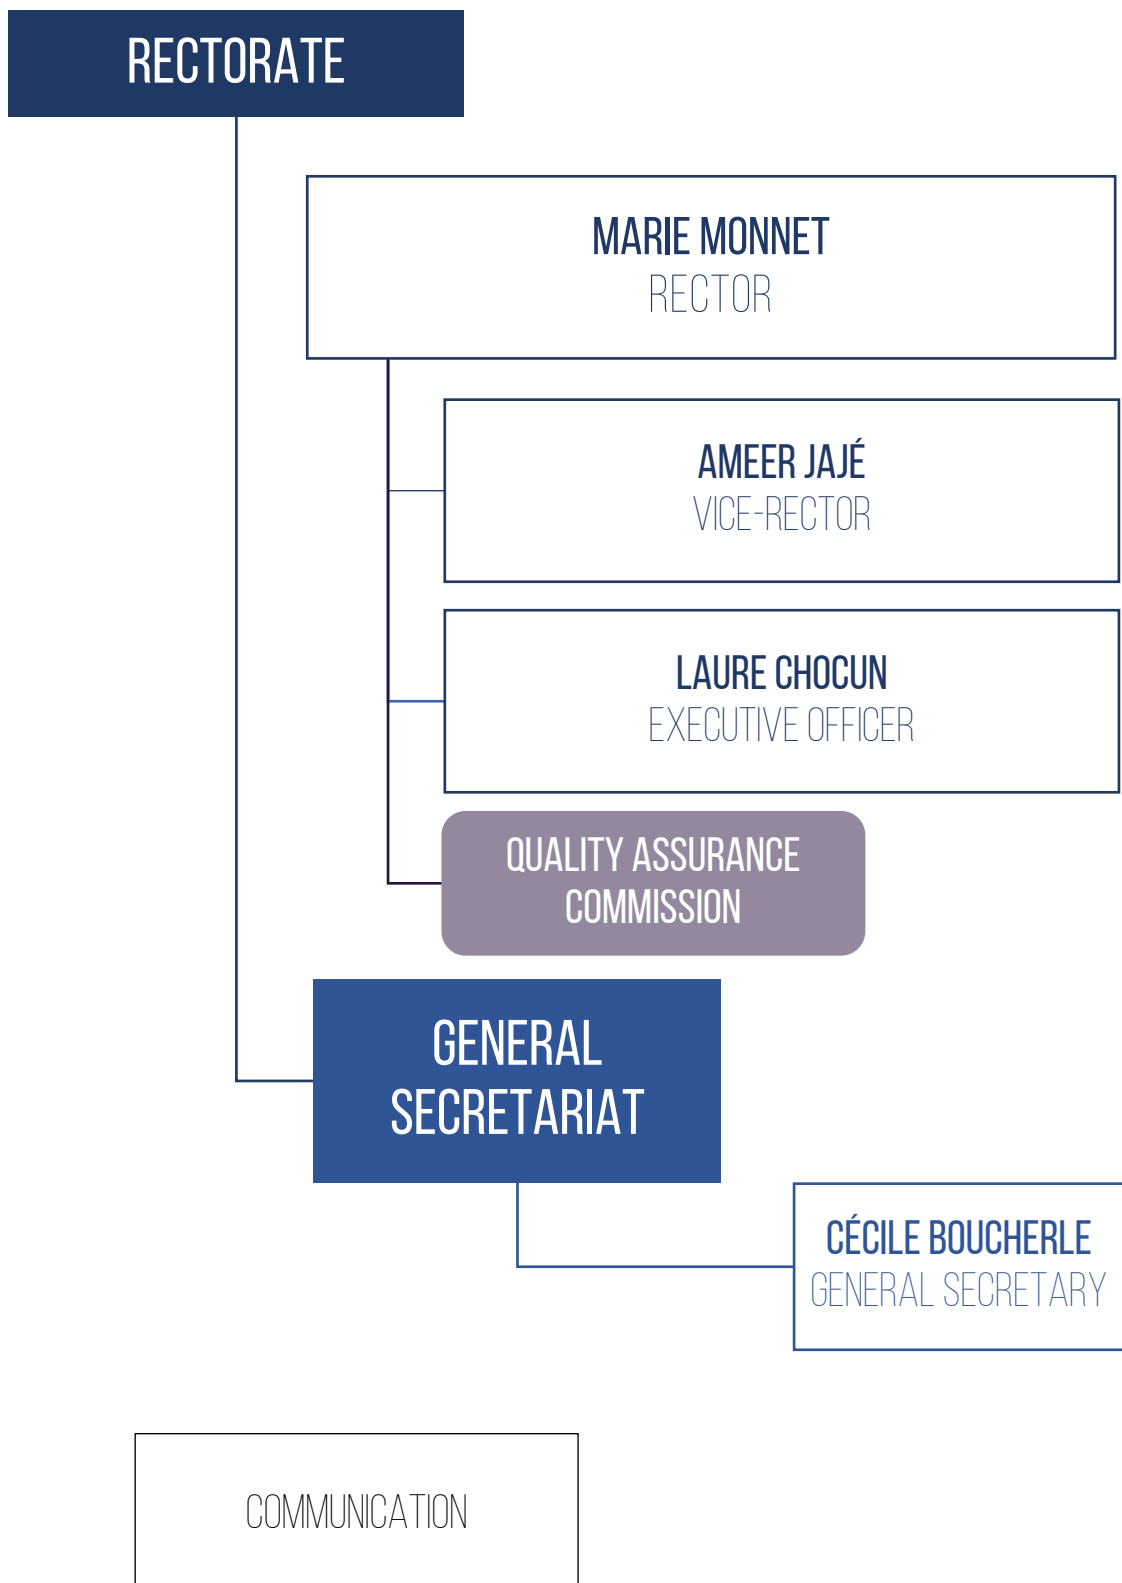 RECTORATE
MARIE MONNET
RECTOR
AMEER JAJÉ
VICE-RECTOR
LAURE CHOCUN
EXECUTIVE OFFICER
QUALITY ASSURANCE
COMMISSION
GENERAL
SECRETARIAT
CÉCILE BOUCHERLE
GENERAL SECRETARY
COMMUNICATION